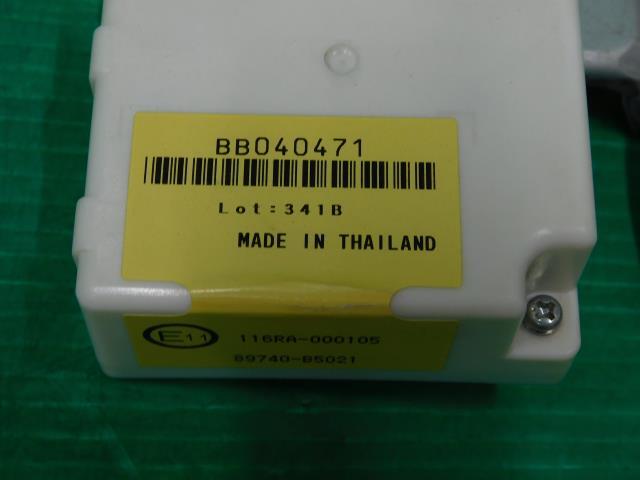 BB040471
Lot:341B
MADE IN THAILAND
E11
116RA-000105
89740-B5021